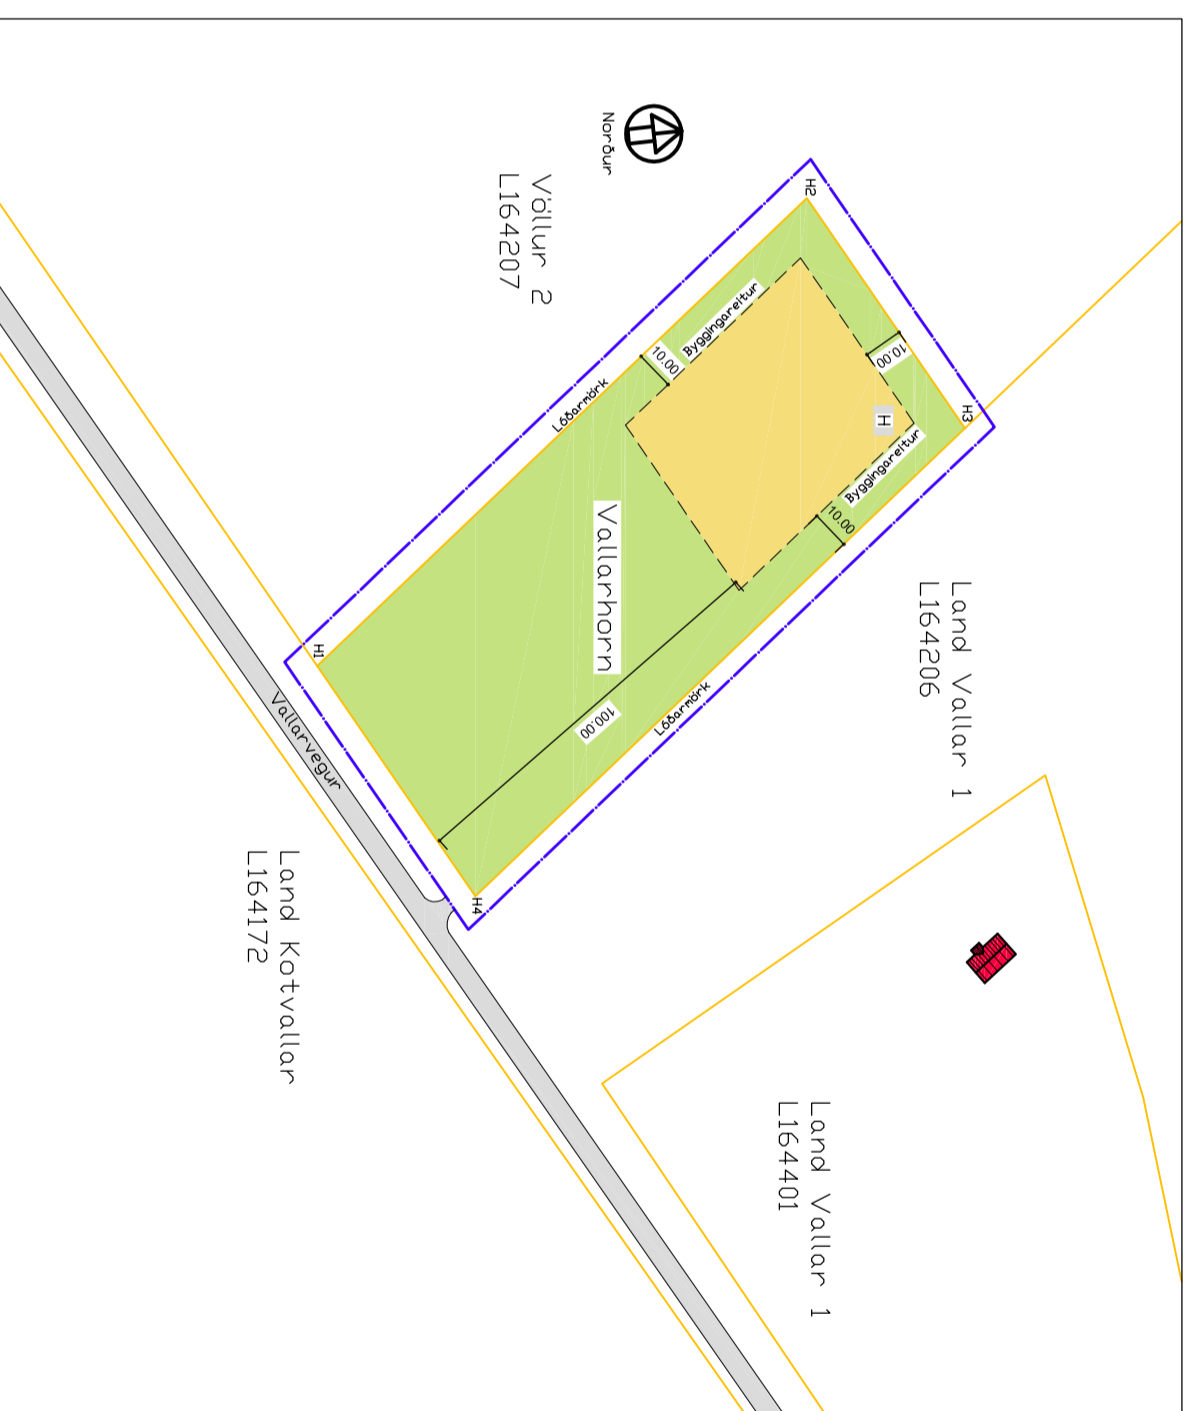 Norður
Völlur 2
L164207
H2
H3
H
Byggingareitur
10.00
10.00
Byggingareitur
10.00
Lóðarmörk
Vallarhorn
Land Vallar 1
L164206
100.00
Lóðarmörk
H1
H4
Vallarvegur
Land Kotvallar
L164172
Land Vallar 1
L164401